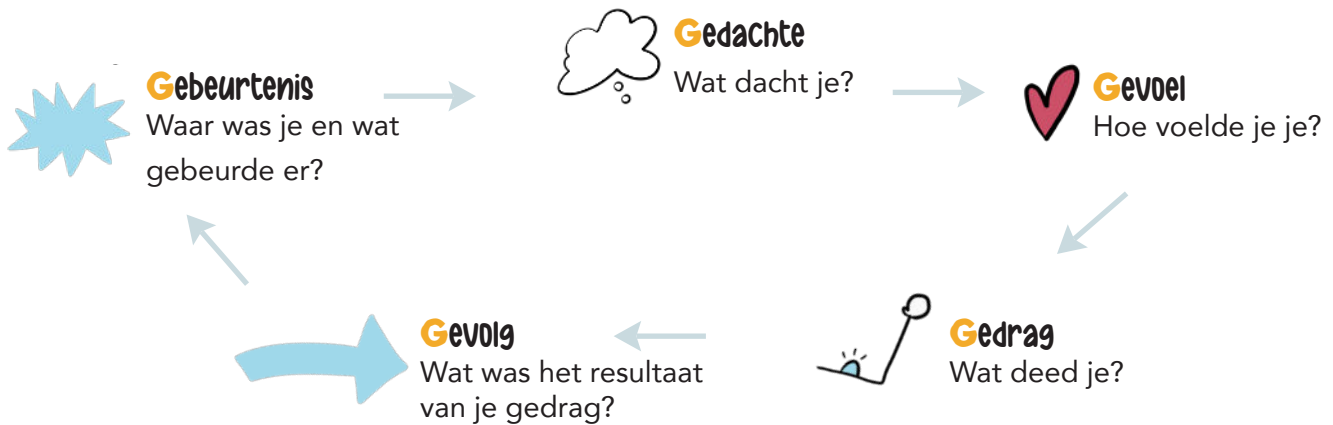 Gebeurtenis
Waar was je en wat
gebeurde er?
Gedachte
Wat dacht je?
Gevoel
Hoe voelde je je?
Gedrag
Wat deed je?
Gevolg
Wat was het resultaat
van je gedrag?